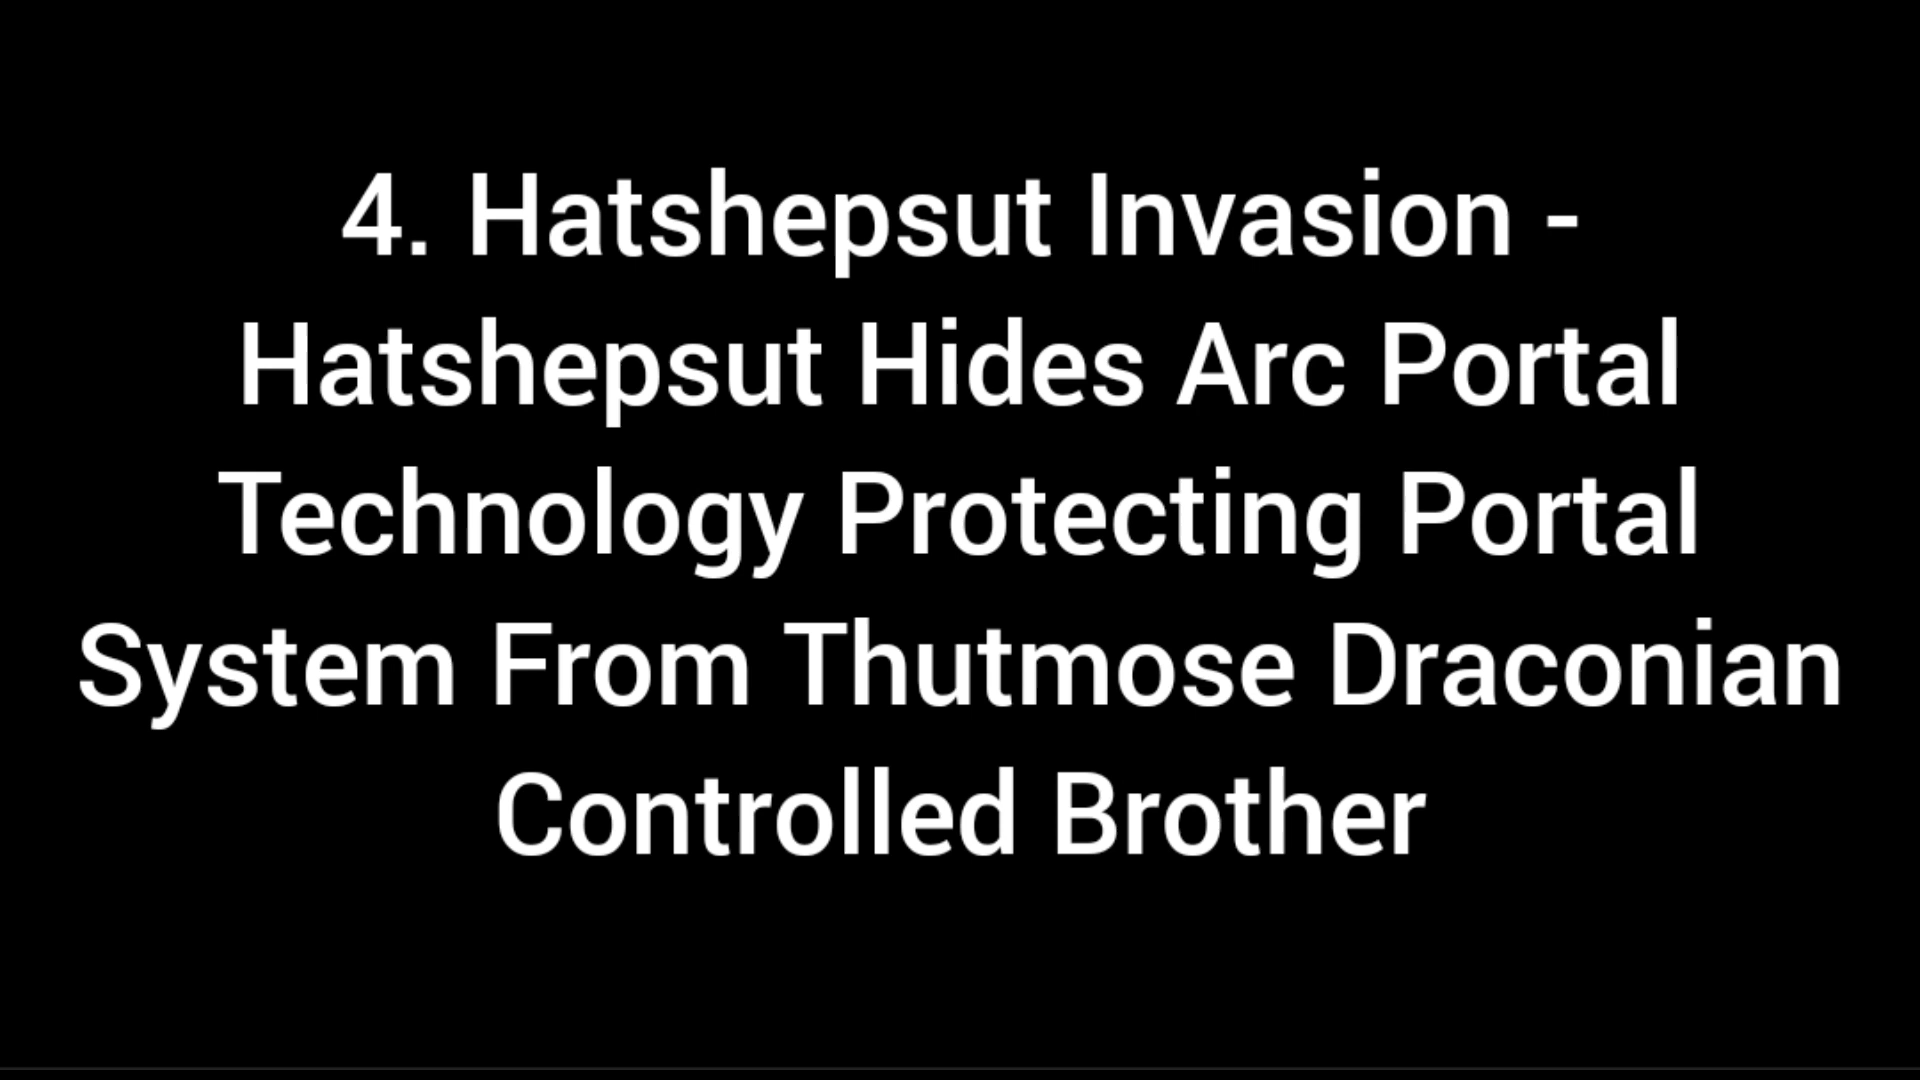 4. Hatshepsut Invasion -
Hatshepsut Hides Arc Portal
Technology Protecting Portal
System From Thutmose Draconian
Controlled Brother